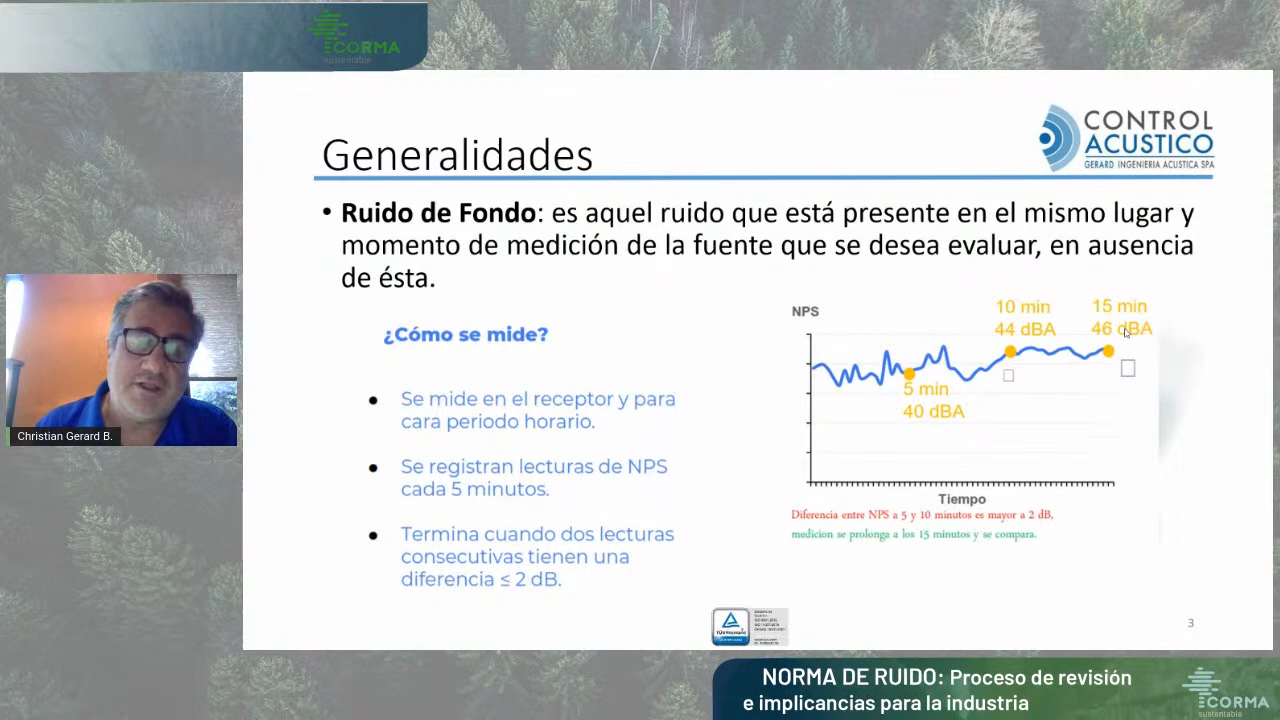 CORMA
sustentable
Generalidades
CONTROL
ACUSTICO
GERARD INGENIERIA ACUSTICA SPA
• Ruido de Fondo: es aquel ruido que está presente en el mismo lugar y
momento de medición de la fuente que se desea evaluar, en ausencia
de ésta.
¿Cómo se mide?
● Se mide en el receptor y para
cara periodo horario.
● Se registran lecturas de NPS
cada 5 minutos.
● Termina cuando dos lecturas
consecutivas tienen una
diferencia ≤ 2 dB.
NPS
10 min
44 dBA
15 min
46 dBA
5 min
40 dBA
Tiempo
Diferencia entre NPS a 5 y 10 minutos es mayor a 2 dB,
medicion se prolonga a los 15 minutos y se compara.
Christian Gerard B.
3
NORMA DE RUIDO: Proceso de revisión
e implicancias para la industria
CORMA
sustentable